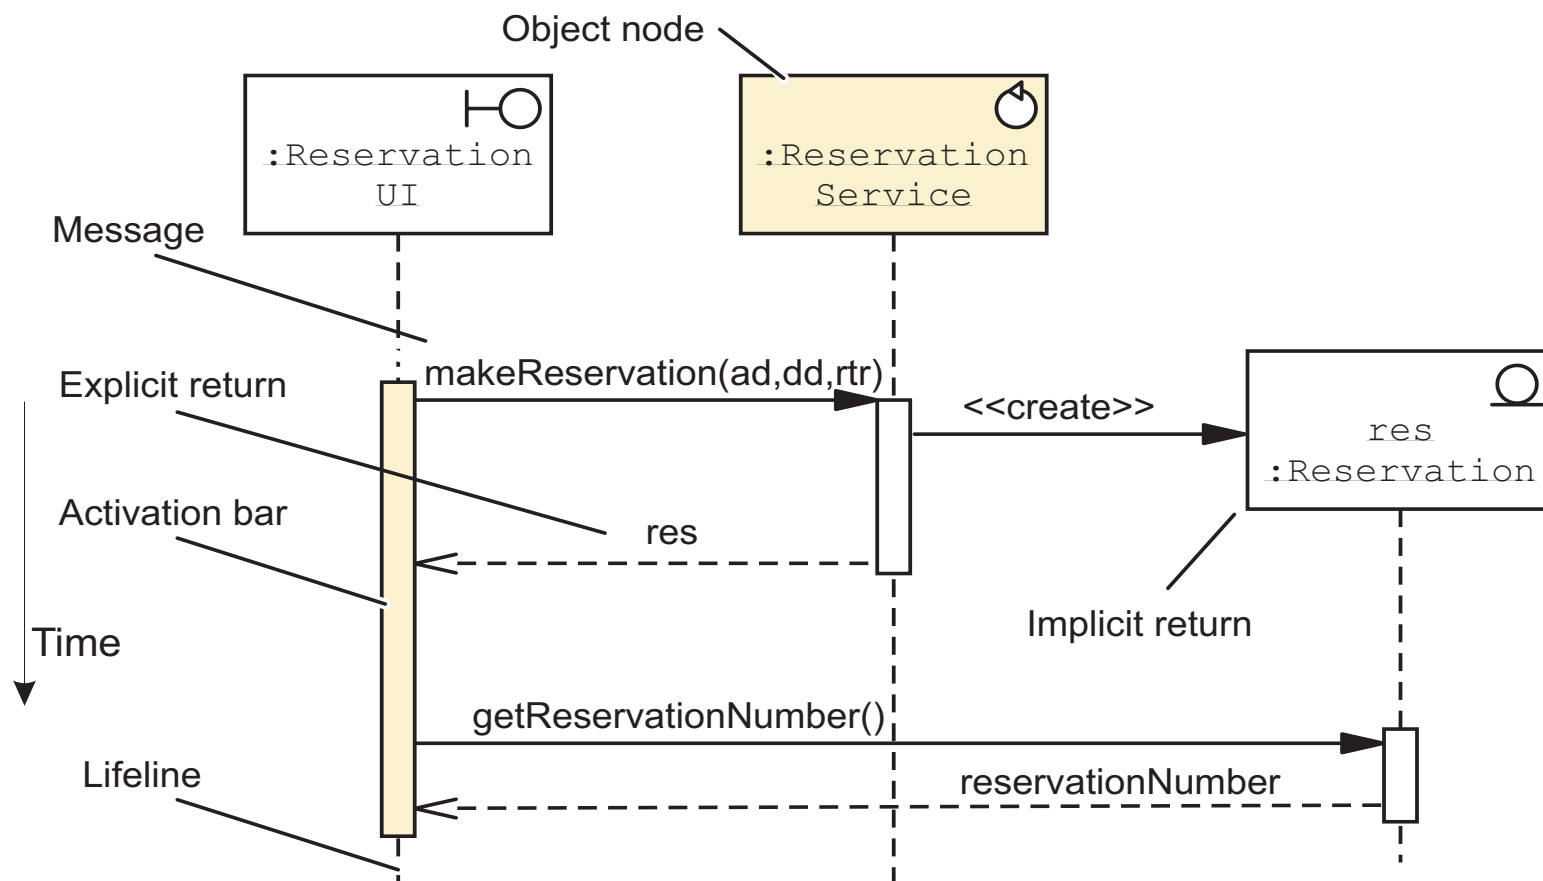 Object node
:Reservation
UI
:Reservation
Service
Message
makeReservation(ad,dd,rtr)
Explicit return
<<create>>
res
:Reservation
Activation bar
res
Implicit return
Time
getReservationNumber()
Lifeline
reservationNumber